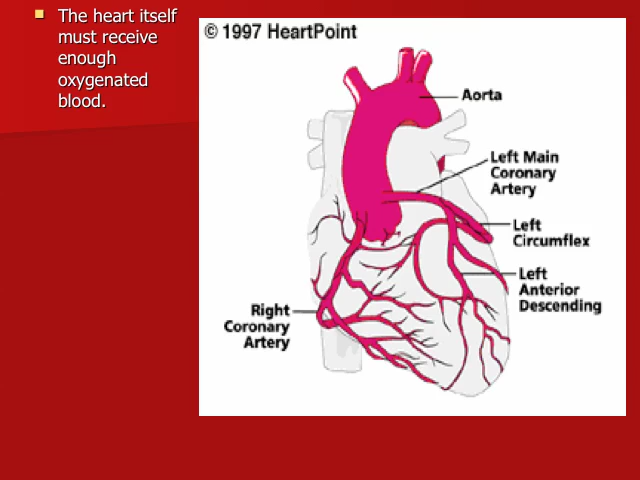 The heart itself
must receive
enough
oxygenated
blood.
© 1997 HeartPoint
Aorta
Left Main
Coronary
Artery
Left
Circumflex
Left
Anterior
Descending
Right
Coronary
Artery